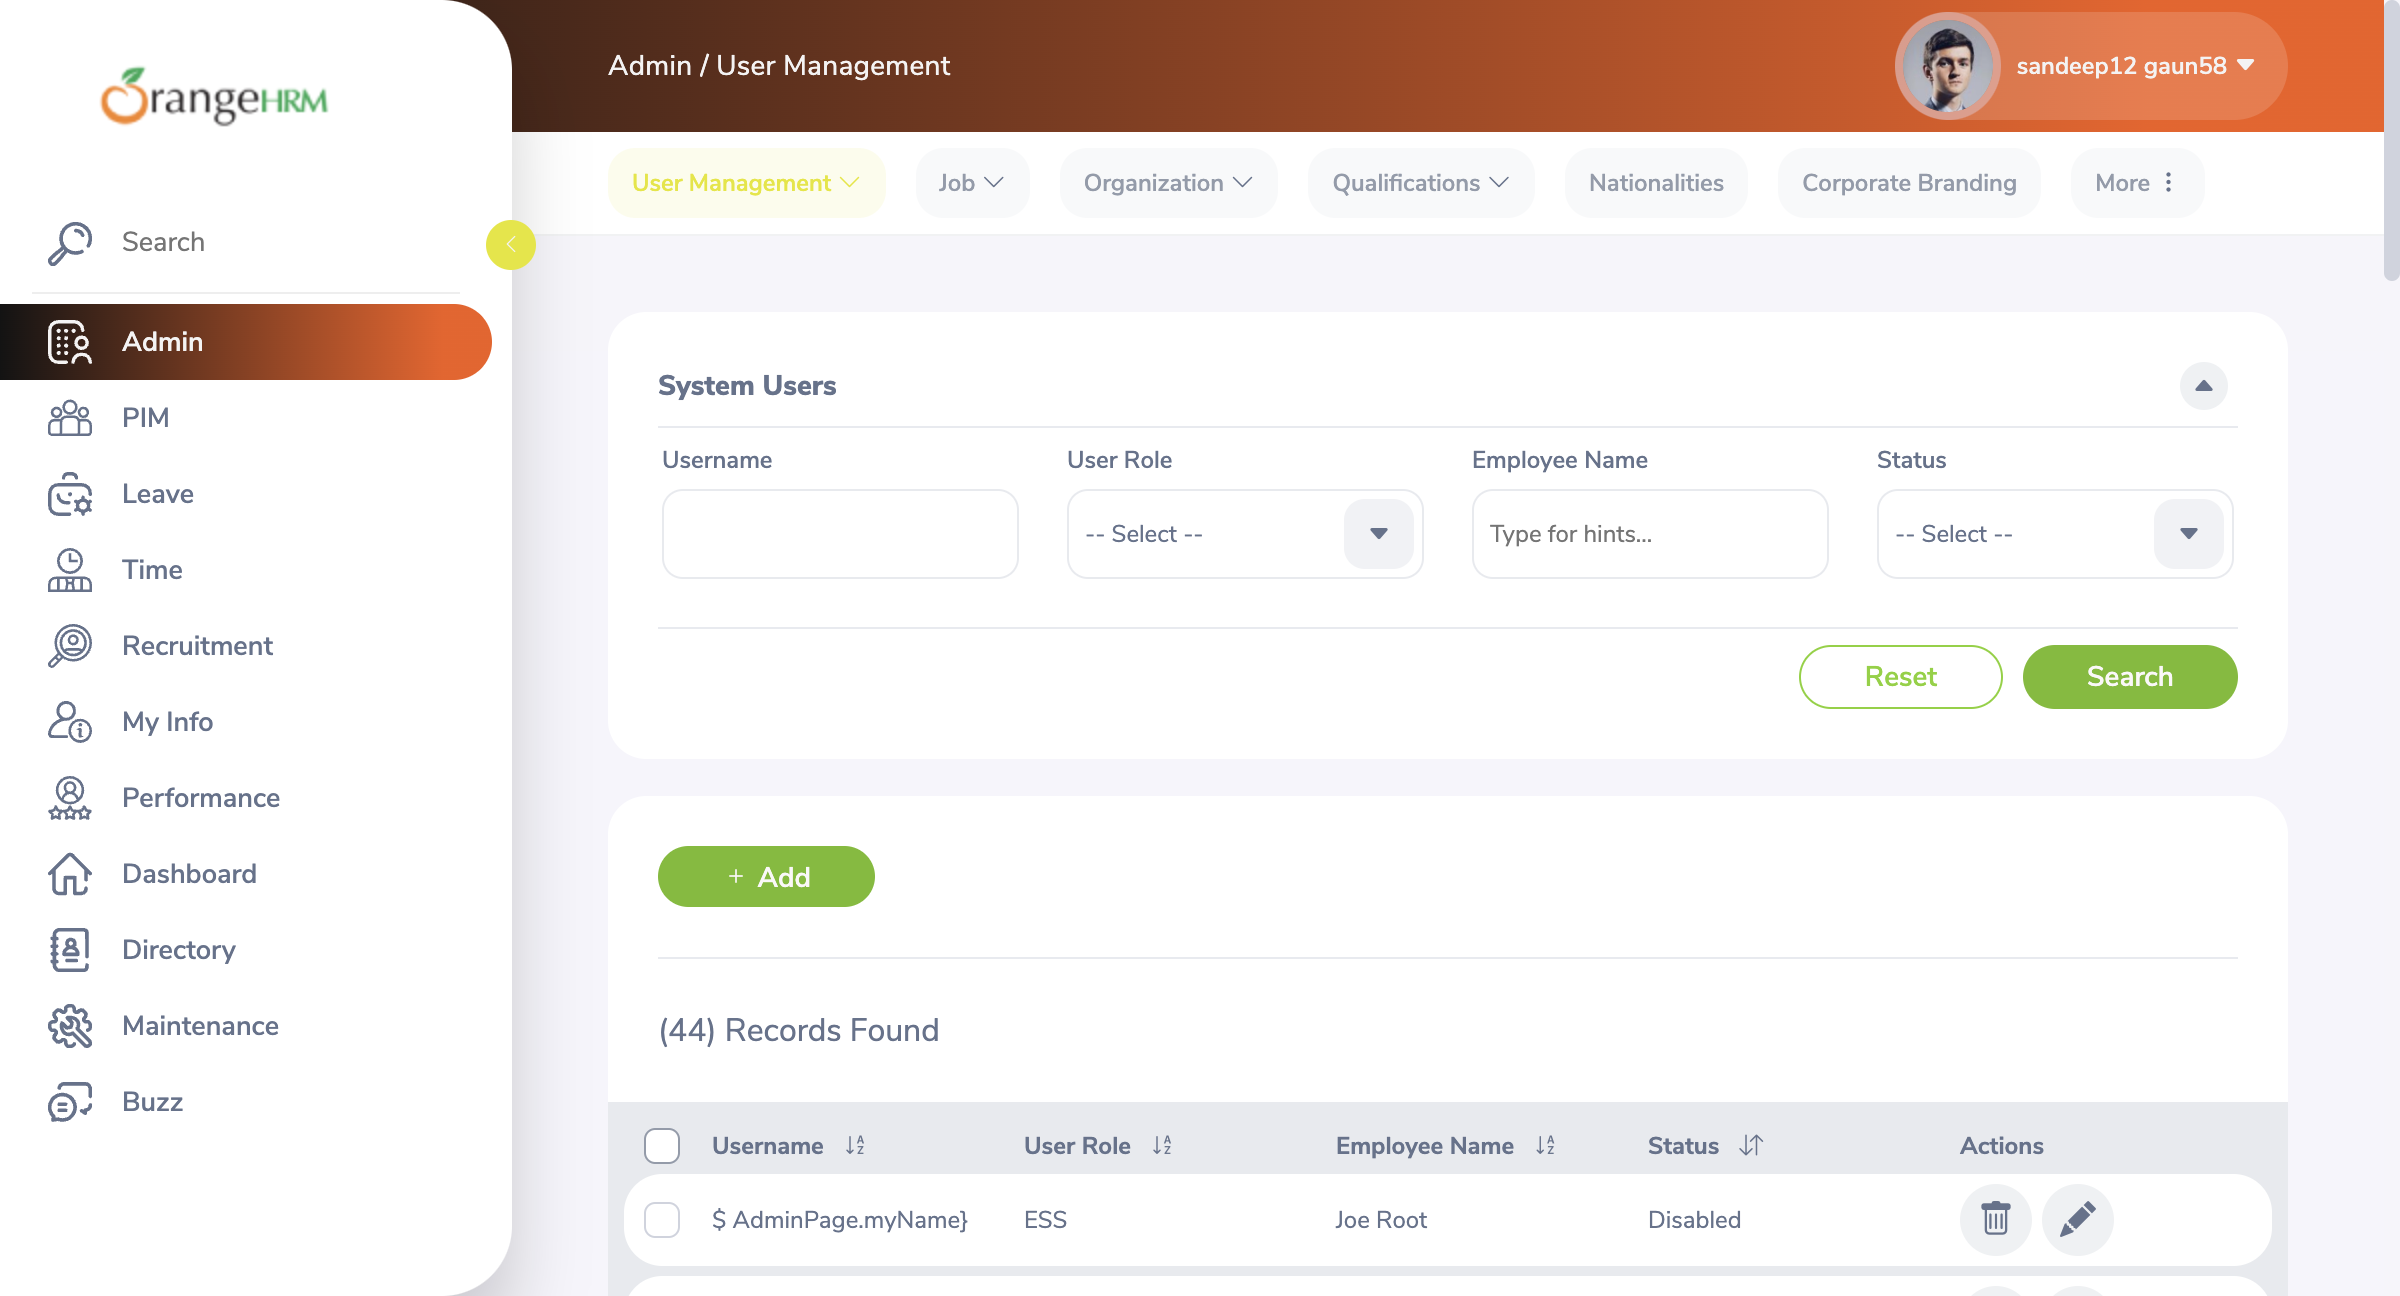 OrangeHRM
Admin / User Management
sandeep12 gaun58
Search
User Management
Job
Organization
Qualifications
Nationalities
Corporate Branding
More
Admin
PIM
Leave
Time
Recruitment
My Info
Performance
Dashboard
Directory
Maintenance
Buzz
System Users
Username
User Role
Employee Name
Status
-- Select --
Type for hints...
-- Select --
Reset
Search
+ Add
(44) Records Found
Username
User Role
Employee Name
Status
Actions
$ AdminPage.myName}
ESS
Joe Root
Disabled